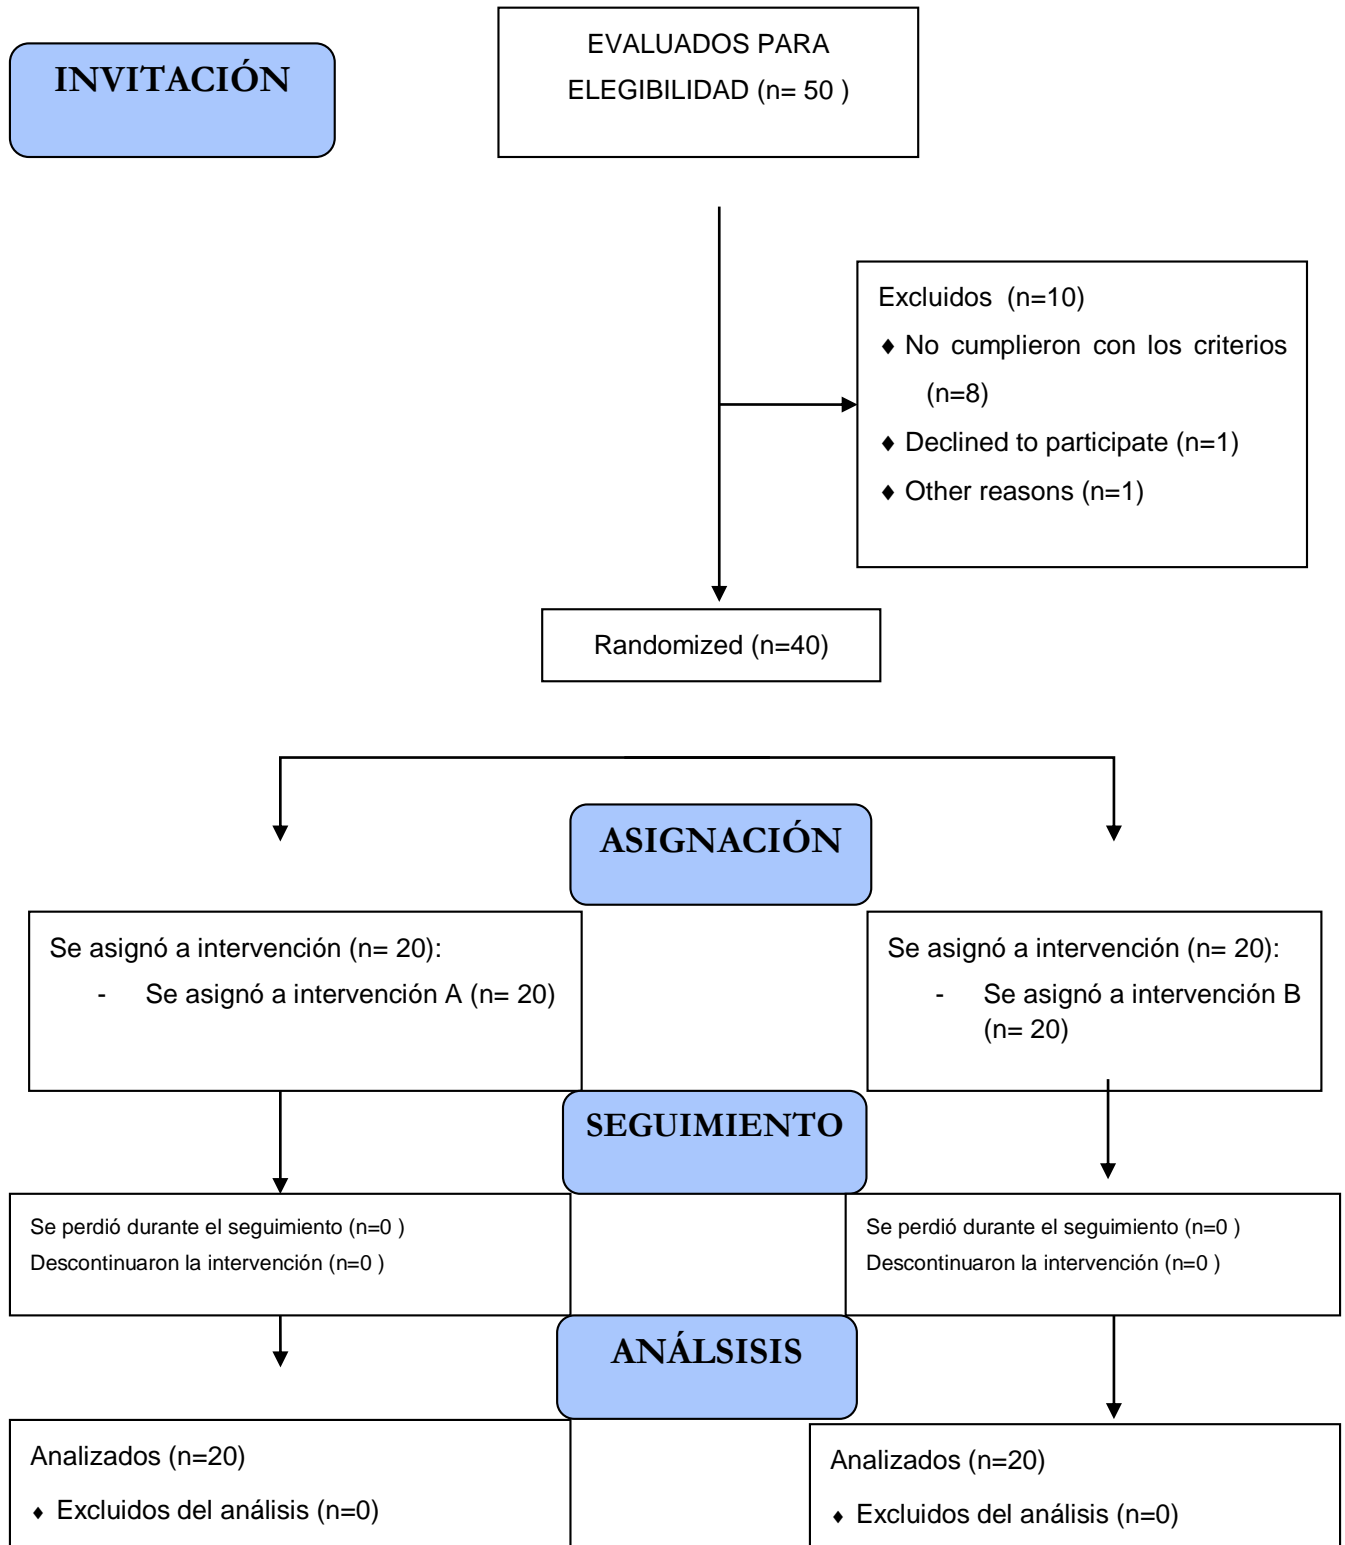 INVITACIÓN
EVALUADOS PARA
ELEGIBILIDAD (n= 50 )
Excluidos  (n=10)
♦ No cumplieron con los criterios
(n=8)
♦ Declined to participate (n=1)
♦ Other reasons (n=1)
Randomized (n=40)
ASIGNACIÓN
Se asignó a intervención (n= 20):
- Se asignó a intervención A (n= 20)
Se asignó a intervención (n= 20):
- Se asignó a intervención B
(n= 20)
SEGUIMIENTO
Se perdió durante el seguimiento (n=0 )
Descontinuaron la intervención (n=0 )
Se perdió durante el seguimiento (n=0 )
Descontinuaron la intervención (n=0 )
ANÁLSISIS
Analizados (n=20)
♦ Excluidos del análisis (n=0)
Analizados (n=20)
♦ Excluidos del análisis (n=0)